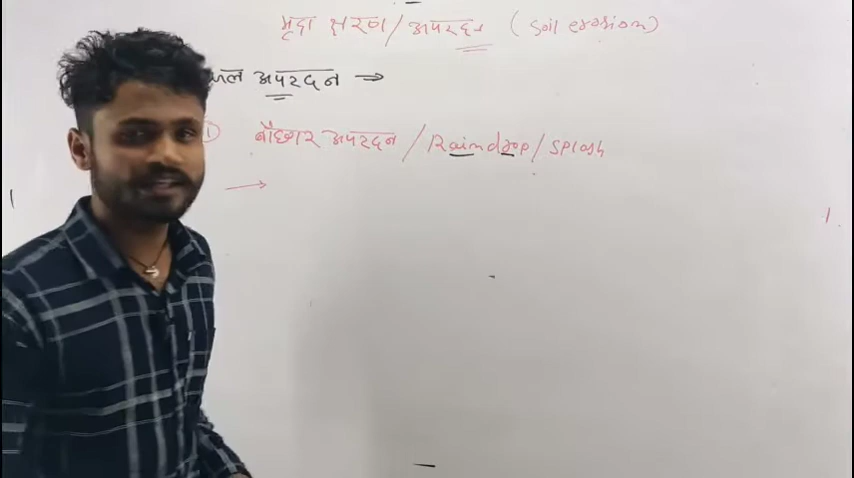 मृदा क्षरण / अपरदन (Soil erosion)
जल अपरदन →
① बौछार अपरदन / Raindrop / Splash
→